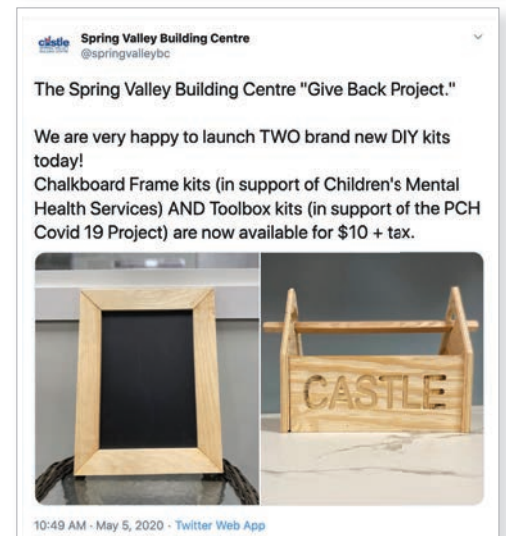 castle
Spring Valley Building Centre
@springvalleybc
The Spring Valley Building Centre "Give Back Project."
We are very happy to launch TWO brand new DIY kits
today!
Chalkboard Frame kits (in support of Children's Mental
Health Services) AND Toolbox kits (in support of the PCH
Covid 19 Project) are now available for $10 + tax.
CASTLE
10:49 AM · May 5, 2020 · Twitter Web App